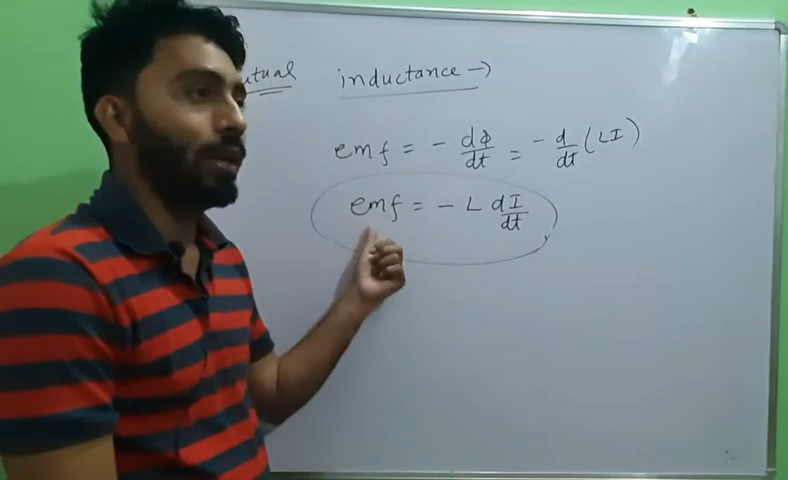 utual inductance →
emf = - dΦ/dt = - d/dt (LI)
emf = - L dI/dt